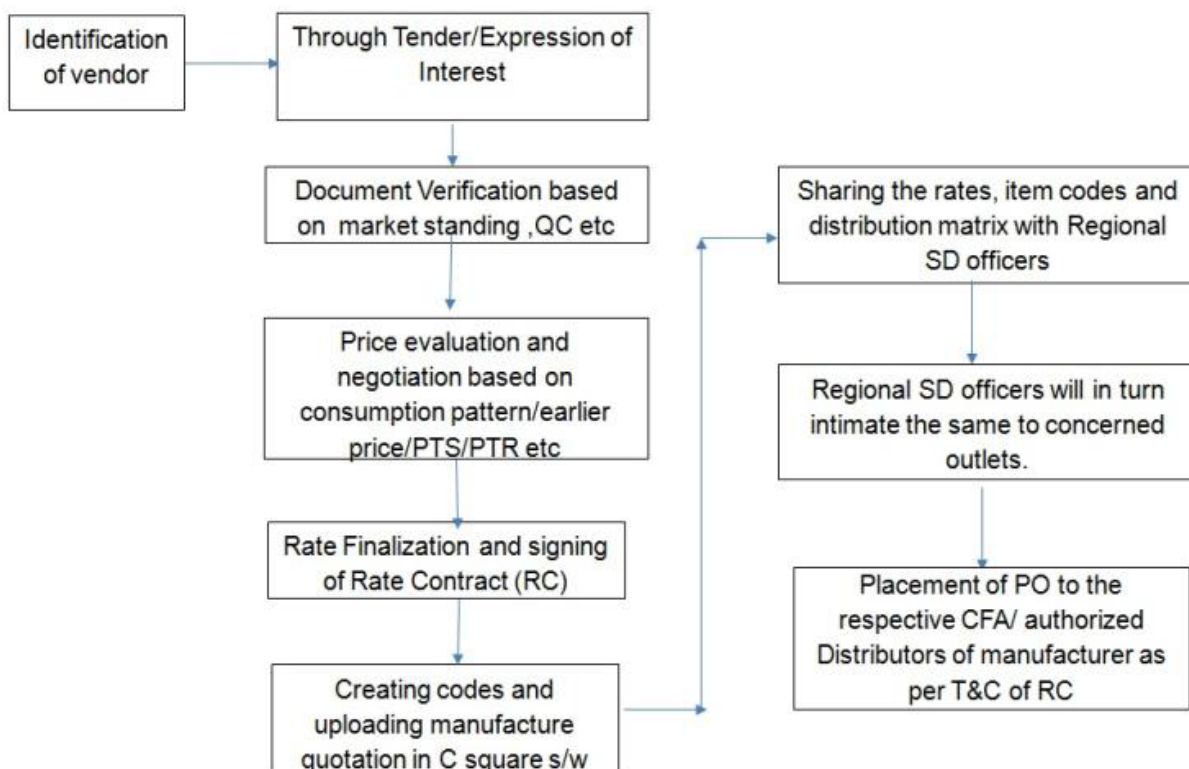 Identification
of vendor
Through Tender/Expression of
Interest
Document Verification based
on market standing ,QC etc
Price evaluation and
negotiation based on
consumption pattern/earlier
price/PTS/PTR etc
Rate Finalization and signing
of Rate Contract (RC)
Creating codes and
uploading manufacture
quotation in C square s/w
Sharing the rates, item codes and
distribution matrix with Regional
SD officers
Regional SD officers will in turn
intimate the same to concerned
outlets.
Placement of PO to the
respective CFA/ authorized
Distributors of manufacturer as
per T&C of RC